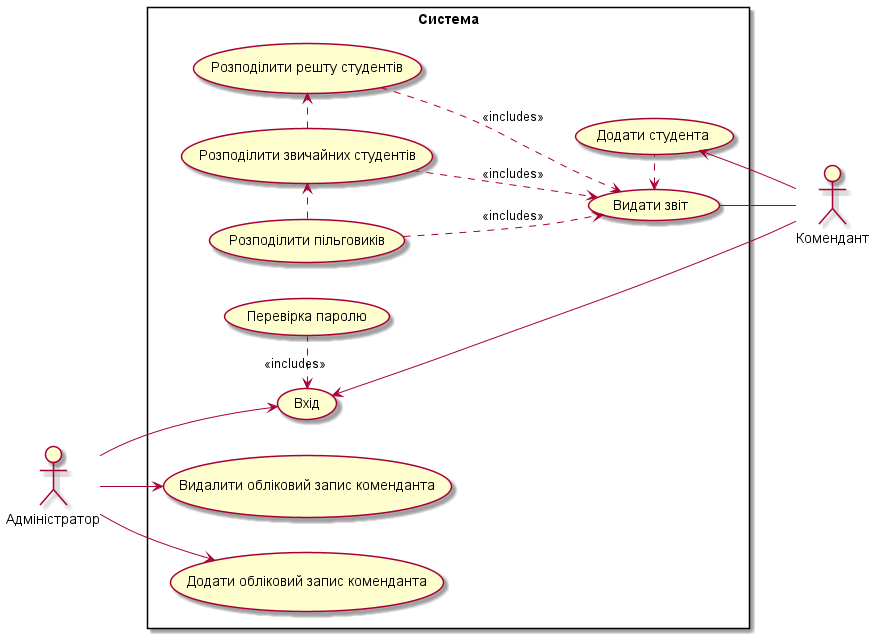 Система
Розподілити решту студентів
«includes»
Додати студента
Розподілити звичайних студентів
«includes»
Видати звіт
«includes»
Розподілити пільговиків
Комендант
Перевірка паролю
«includes»
Вхід
Видалити обліковий запис коменданта
Адміністратор
Додати обліковий запис коменданта